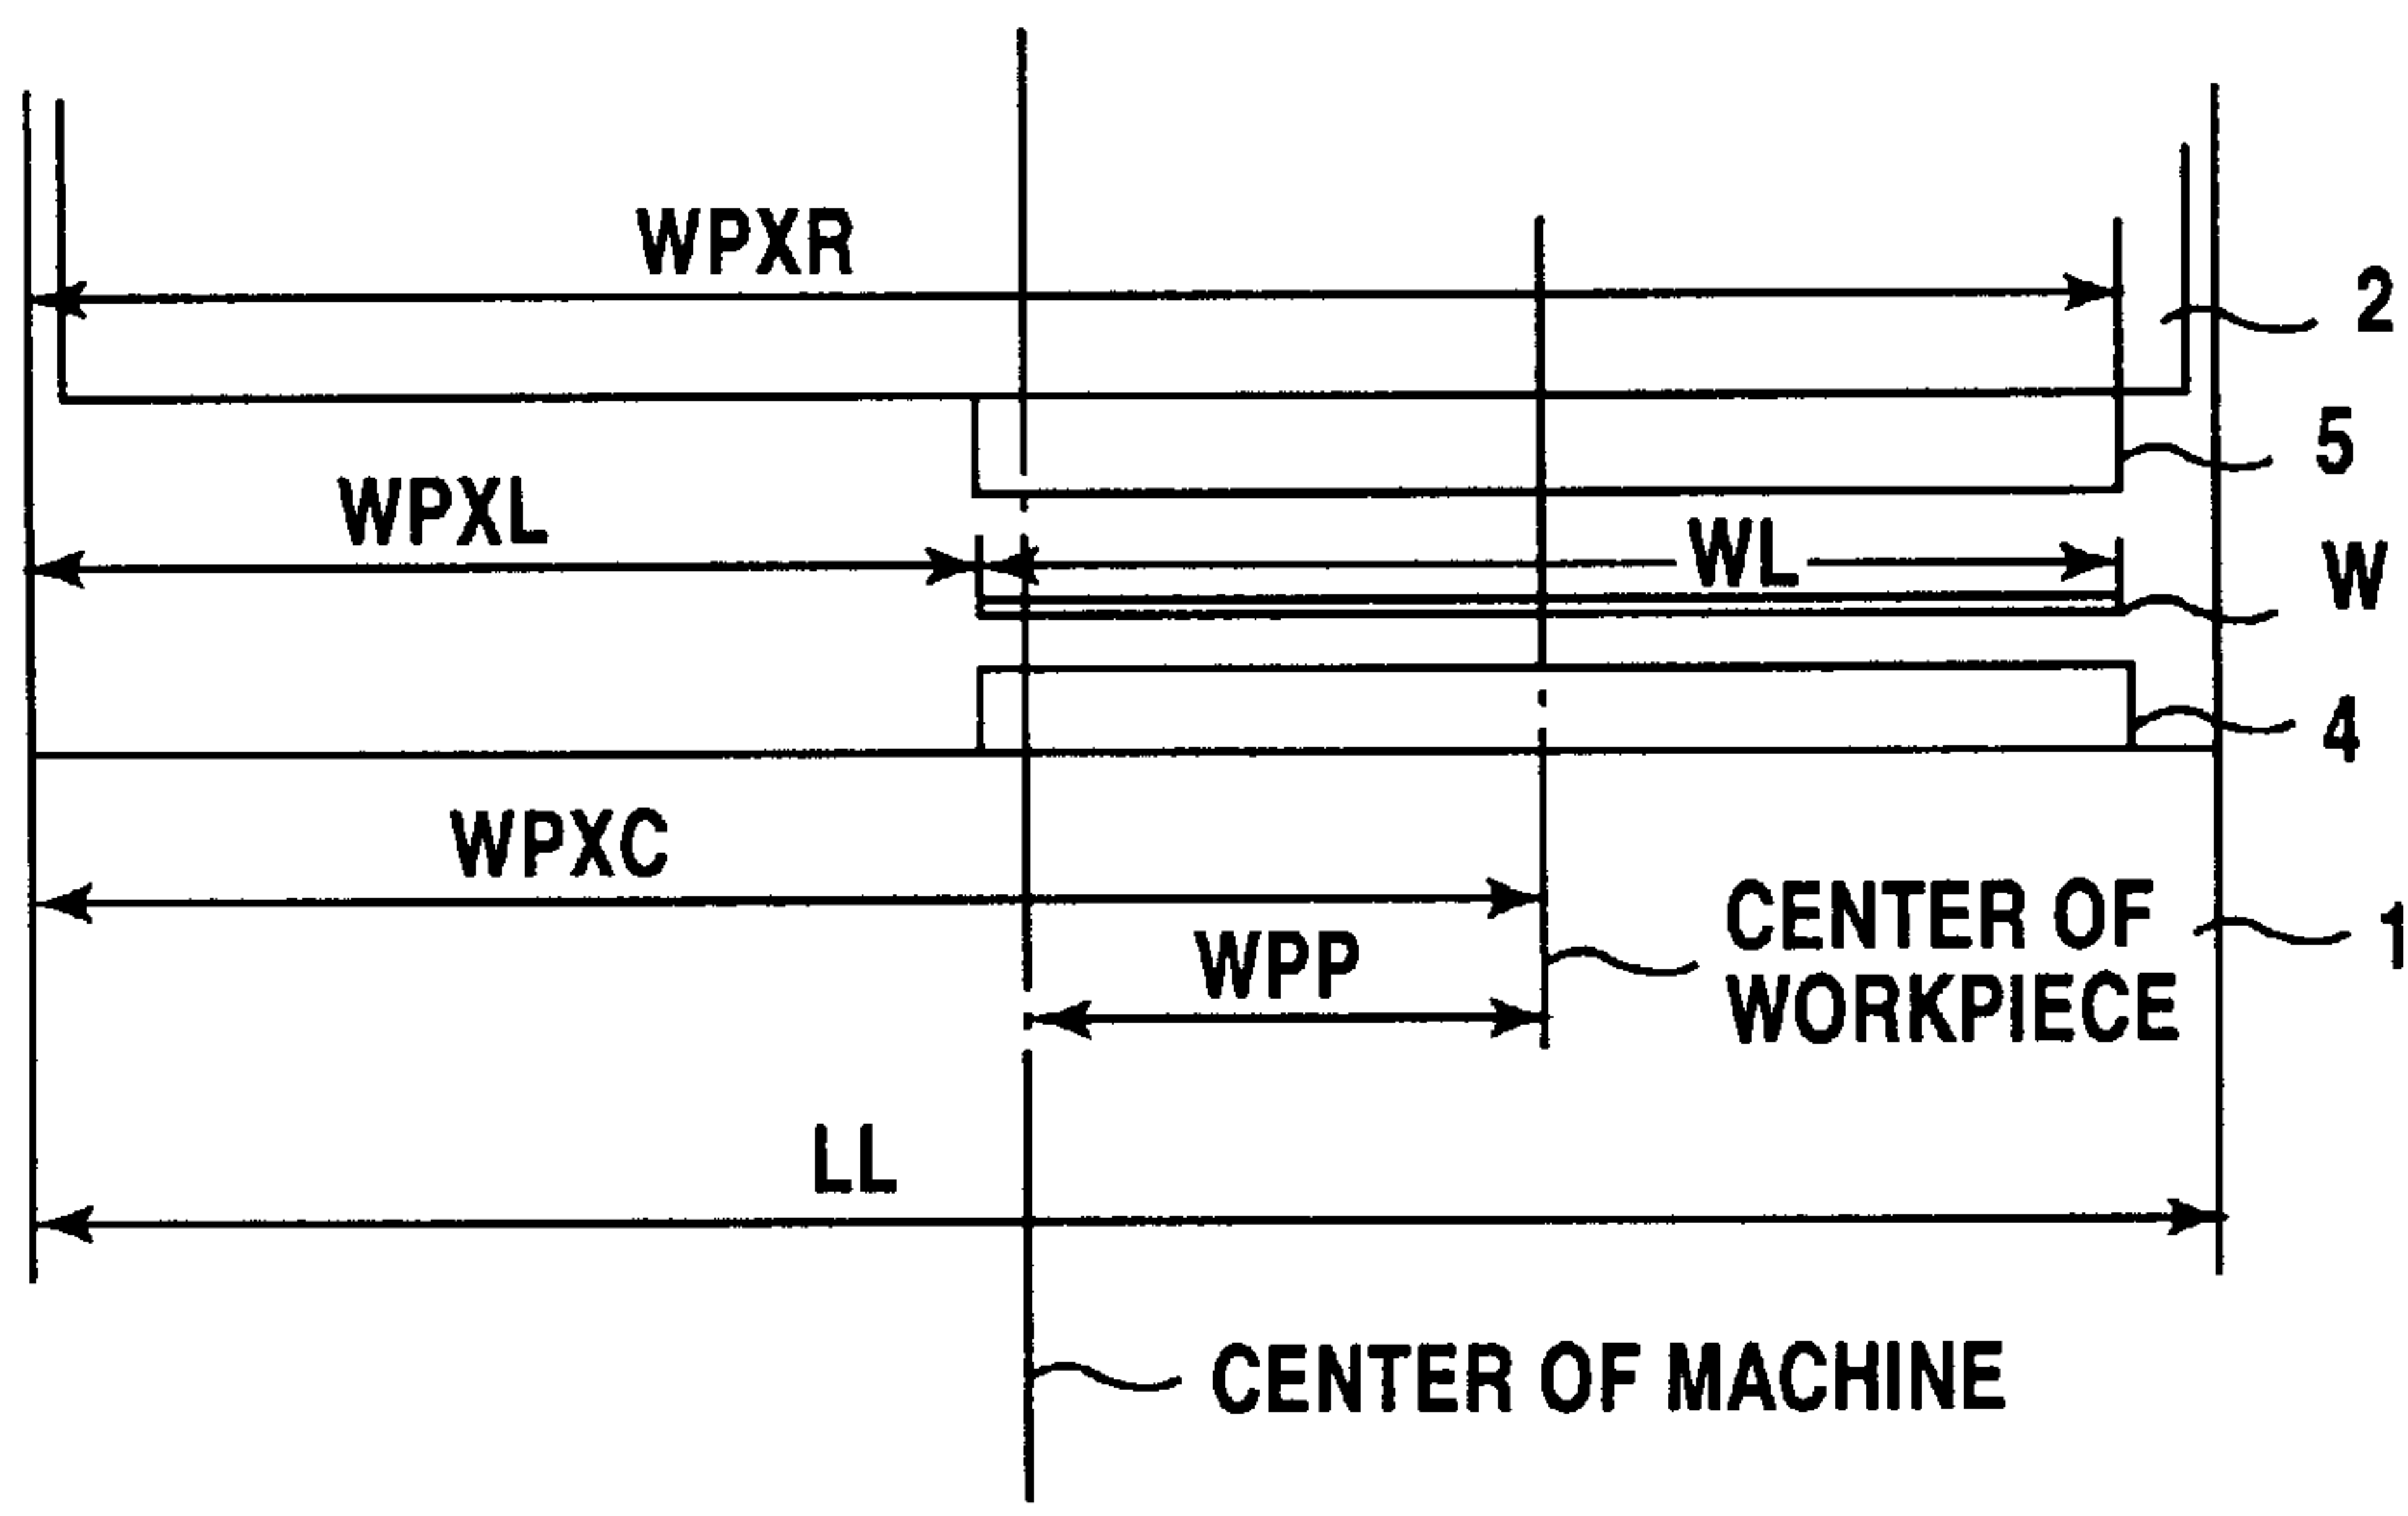 WPXR
2
5
WPXL
WL
W
4
WPXC
CENTER OF
WORKPIECE
1
WPP
LL
CENTER OF MACHINE